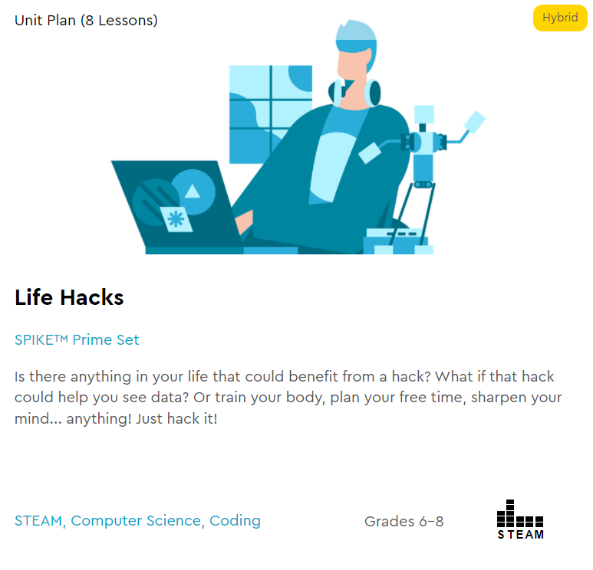 Unit Plan (8 Lessons)
Hybrid
Life Hacks
SPIKE™ Prime Set
Is there anything in your life that could benefit from a hack? What if that hack
could help you see data? Or train your body, plan your free time, sharpen your
mind... anything! Just hack it!
STEAM, Computer Science, Coding
Grades 6–8
STEAM